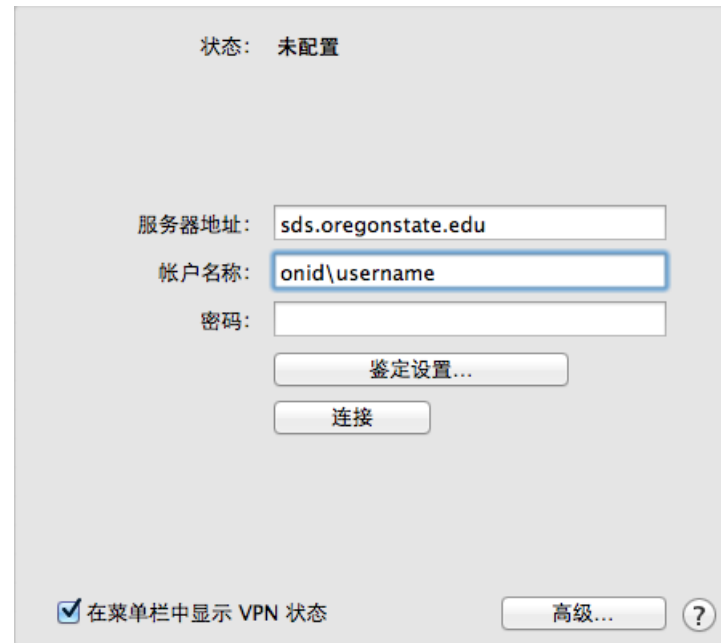 状态： 未配置
服务器地址： sds.oregonstate.edu
帐户名称： onid\username
密码：
鉴定设置...
连接
在菜单栏中显示 VPN 状态 高级... ?